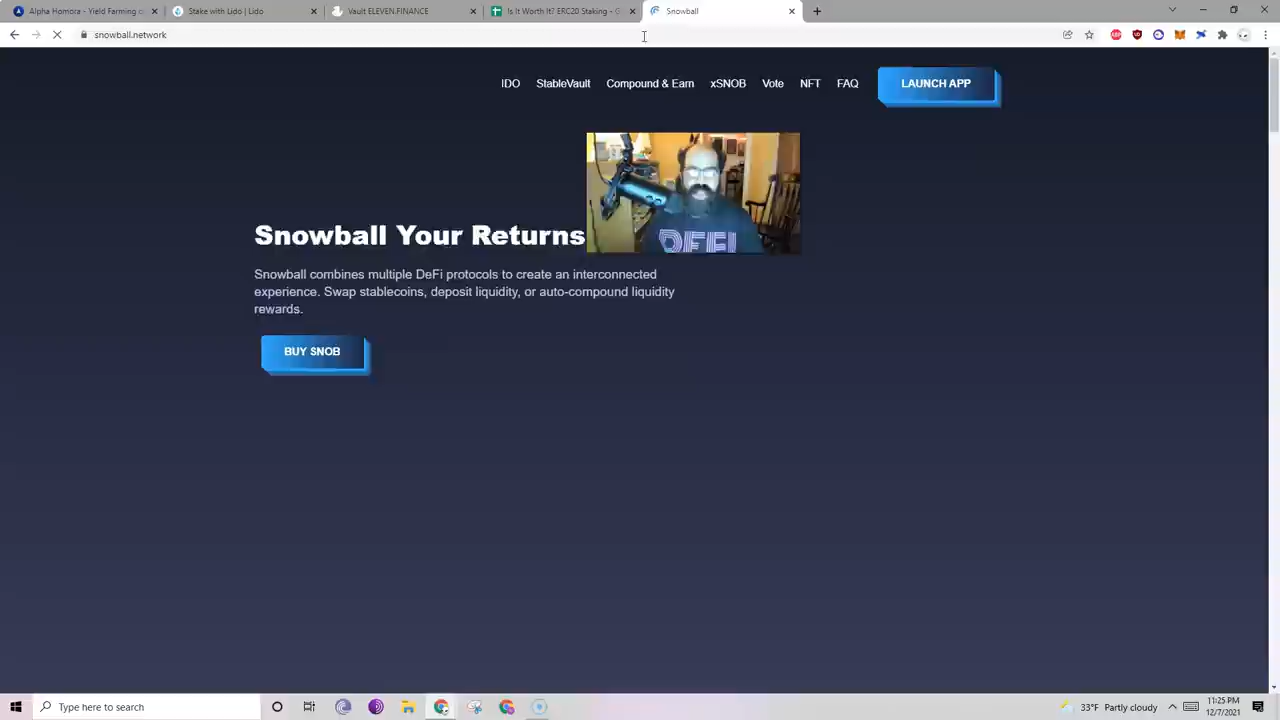 Alpha Homora - Yield Farming c
Stake with Lido | Lido
Vault ELEVEN.FINANCE
Is It Worth It? ERC20 Staking - G
Snowball
snowball.network
IDO
StableVault
Compound & Earn
xSNOB
Vote
NFT
FAQ
LAUNCH APP
DEFI
Snowball Your Returns
Snowball combines multiple DeFi protocols to create an interconnected
experience. Swap stablecoins, deposit liquidity, or auto-compound liquidity
rewards.
BUY SNOB
Type here to search
33°F Partly cloudy
11:25 PM
12/7/2021